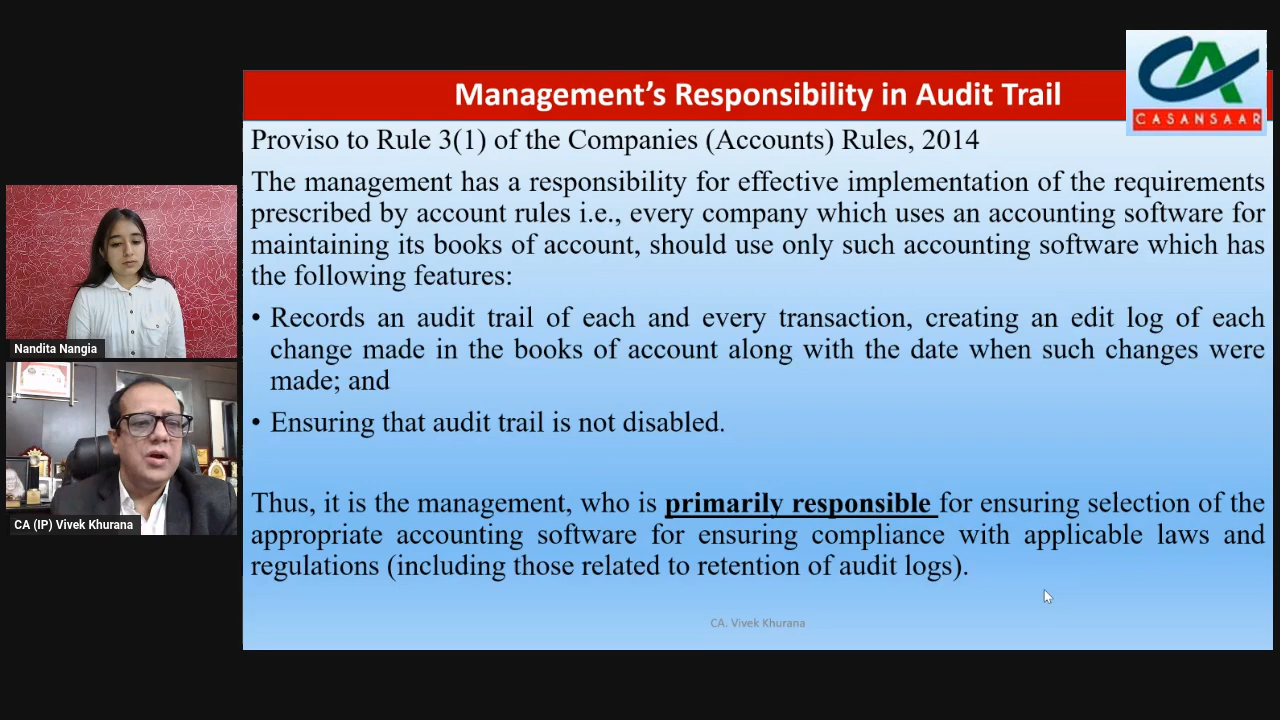 Management's Responsibility in Audit Trail
CASANSAAR
Proviso to Rule 3(1) of the Companies (Accounts) Rules, 2014
The management has a responsibility for effective implementation of the requirements
prescribed by account rules i.e., every company which uses an accounting software for
maintaining its books of account, should use only such accounting software which has
the following features:
• Records an audit trail of each and every transaction, creating an edit log of each
change made in the books of account along with the date when such changes were
made; and
• Ensuring that audit trail is not disabled.
Thus, it is the management, who is primarily responsible for ensuring selection of the
appropriate accounting software for ensuring compliance with applicable laws and
regulations (including those related to retention of audit logs).
CA. Vivek Khurana
Nandita Nangia
CA (IP) Vivek Khurana